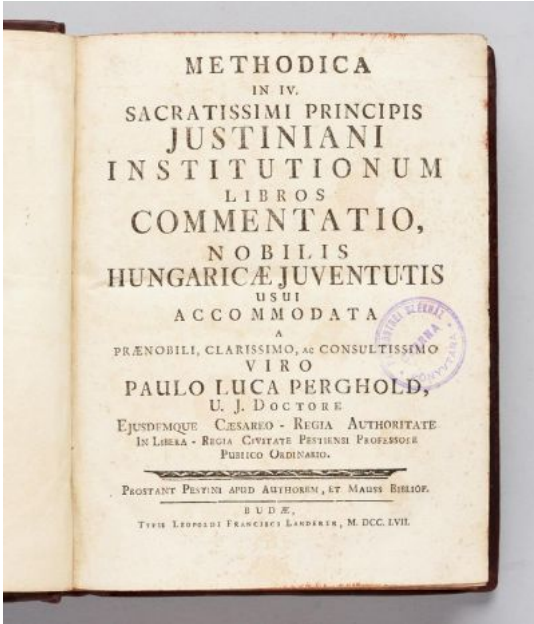 METHODICA
IN IV.
SACRATISSIMI PRINCIPIS
JUSTINIANI
INSTITUTIONUM
LIBROS
COMMENTATIO,
NOBILIS
HUNGARICÆ JUVENTUTIS
USUI
ACCOMMODATA
A
PRÆNOBILI, CLARISSIMO, AC CONSULTISSIMO
VIRO
PAULO LUCA PERGHOLD,
U. J. DOCTORE
EJUSDEMQUE CÆSAREO - REGIA AUTHORITATE
IN LIBERA - REGIA CIVITATE PESTIENSI PROFESSORE
PUBLICO ORDINARIO.
PROSTANT PESTINI APUD AUTHOREM, ET MAUSS BIBLIOP.
BUDÆ,
TYPIS LEOPOLDI FRANCISCI LANDERER, M. DCC. LVII.